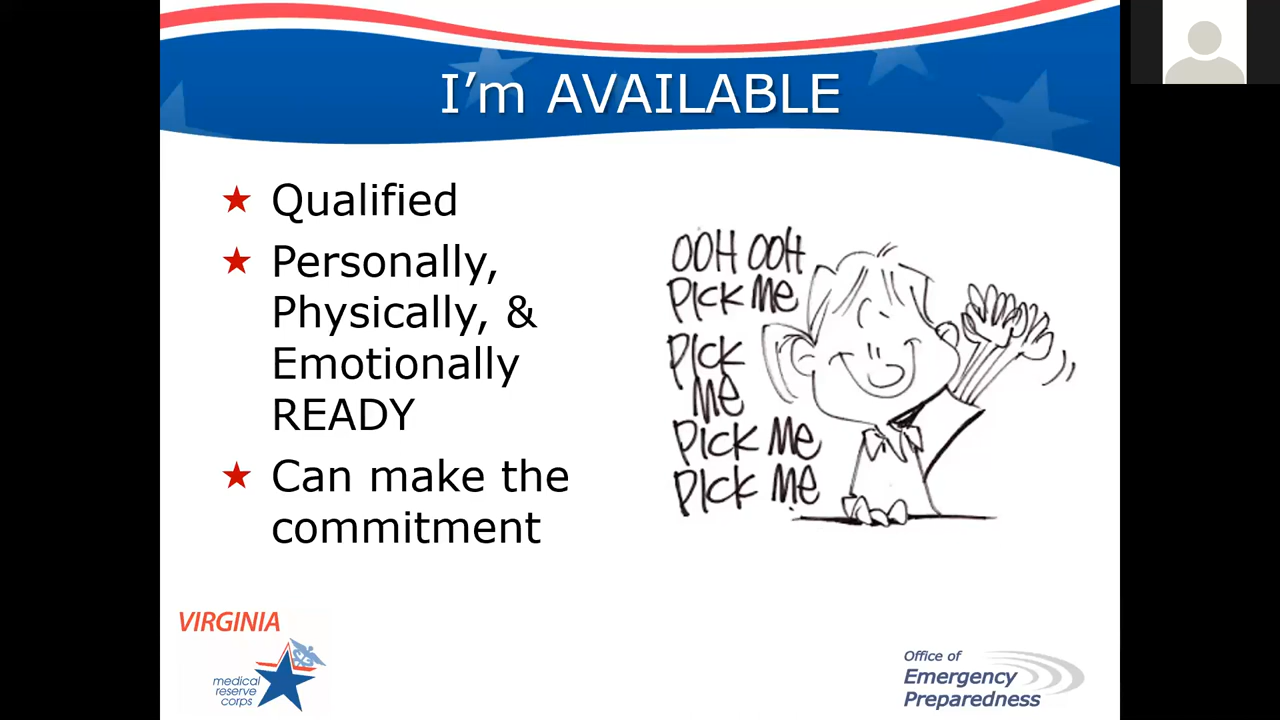 I'm AVAILABLE
Qualified
Personally,
Physically, &
Emotionally
READY
Can make the
commitment
OOH OOH
PICK ME
PICK
ME
PICK ME
PICK ME
VIRGINIA
medical
reserve
corps
Office of
Emergency
Preparedness